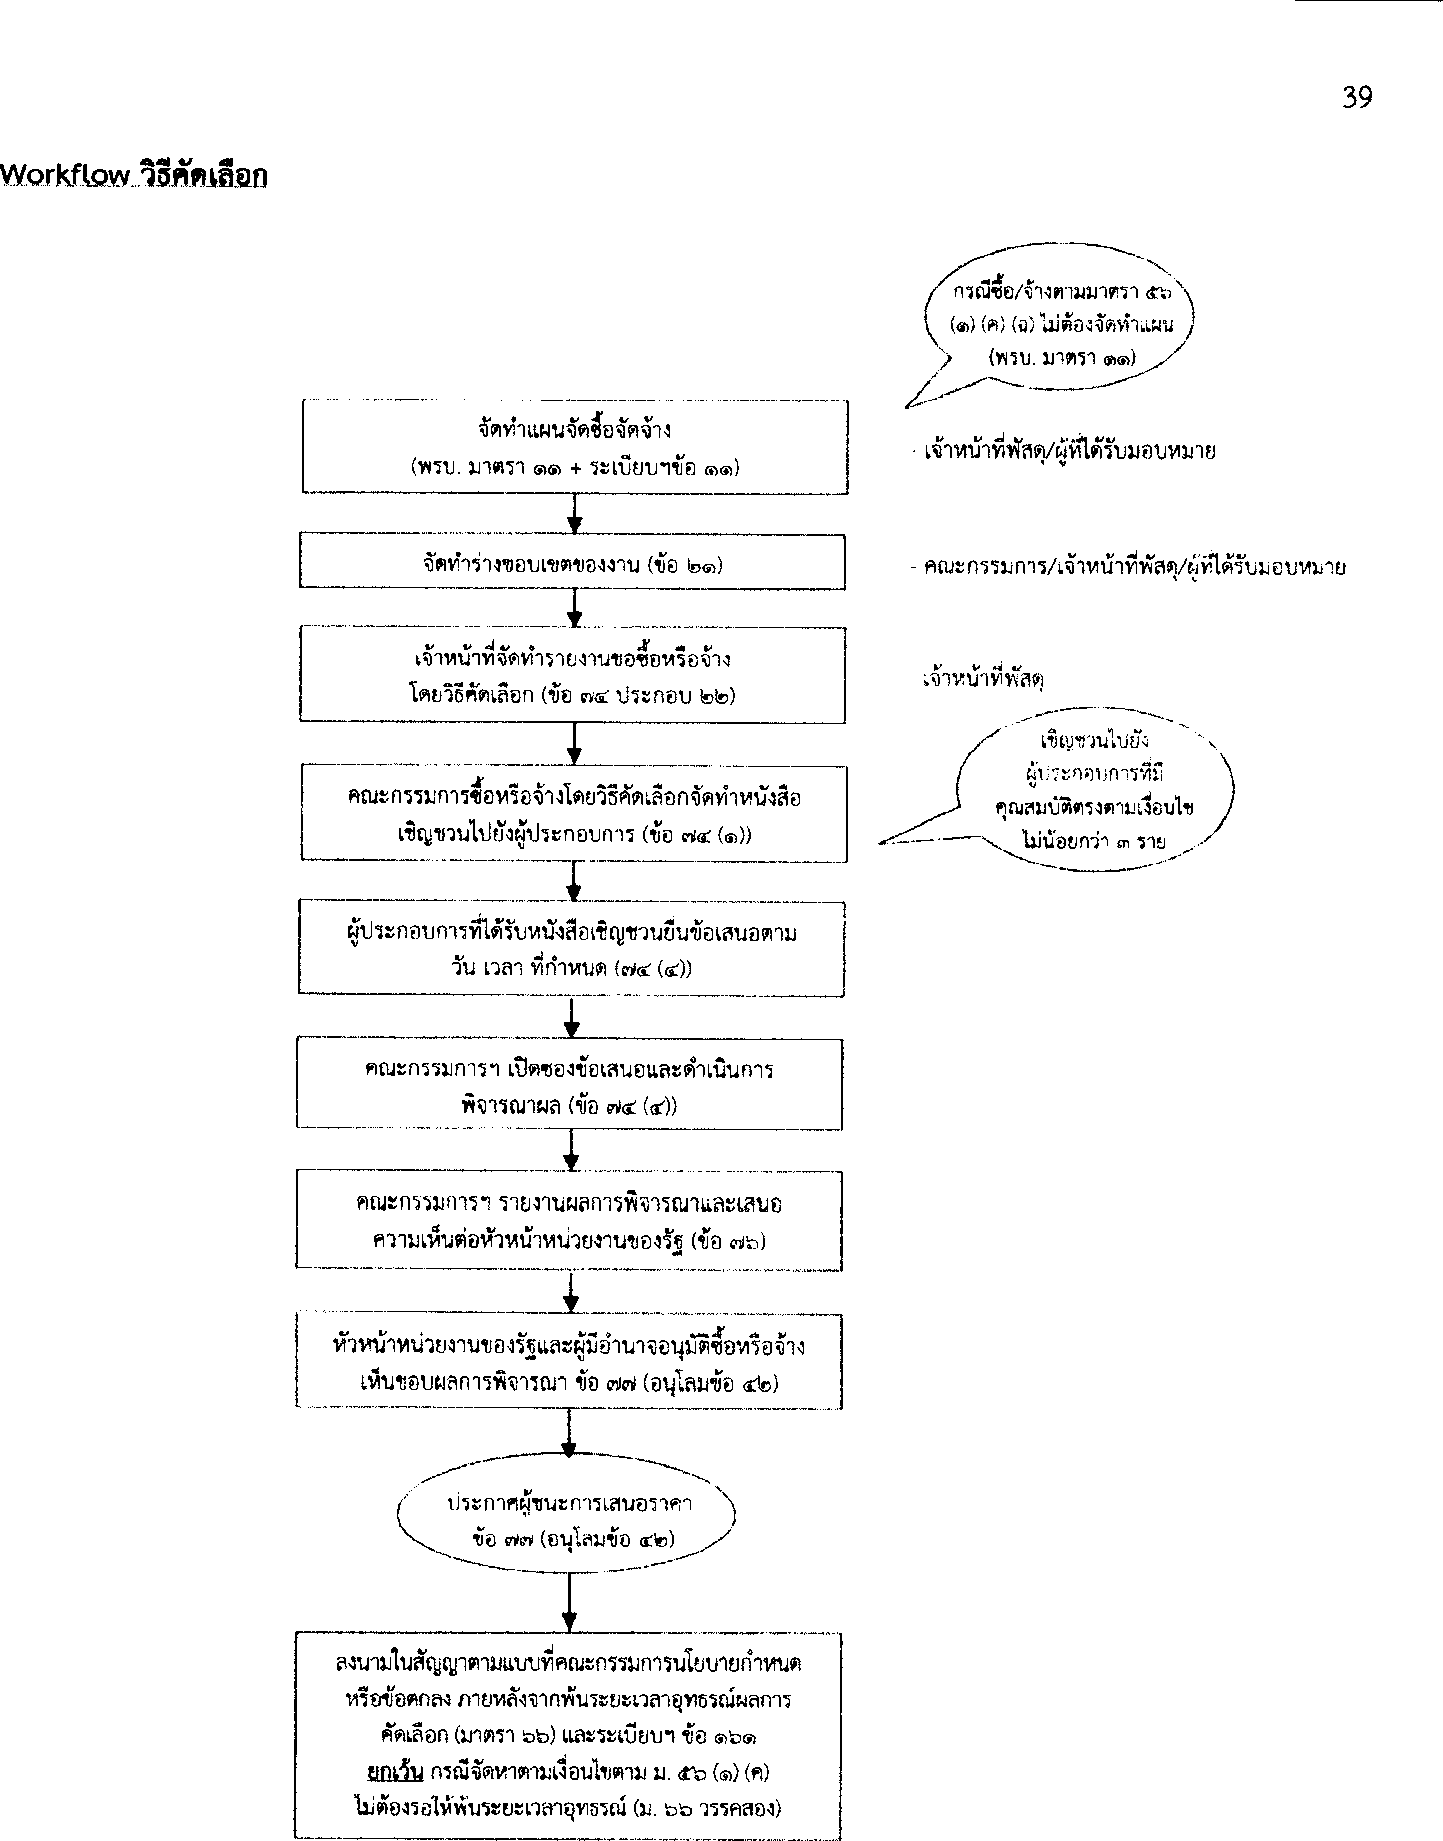 39
Workflow วิธีคัดเลือก
กรณีซื้อ/จ้างตามมาตรา ๕๖
(๑) (ค) (ฉ) ไม่ต้องจัดทำแผน
(พรบ. มาตรา ๑๑)
จัดทำแผนจัดซื้อจัดจ้าง
(พรบ. มาตรา ๑๑ + ระเบียบฯข้อ ๑๑)
- เจ้าหน้าที่พัสดุ/ผู้ที่ได้รับมอบหมาย
จัดทำร่างขอบเขตของงาน (ข้อ ๒๑)
- คณะกรรมการ/เจ้าหน้าที่พัสดุ/ผู้ที่ได้รับมอบหมาย
เจ้าหน้าที่จัดทำรายงานขอซื้อหรือจ้าง
โดยวิธีคัดเลือก (ข้อ ๗๔ ประกอบ ๒๒)
เจ้าหน้าที่พัสดุ
เชิญชวนไปยัง
ผู้ประกอบการที่มี
คุณสมบัติตรงตามเงื่อนไข
ไม่น้อยกว่า ๓ ราย
คณะกรรมการซื้อหรือจ้างโดยวิธีคัดเลือกจัดทำหนังสือ
เชิญชวนไปยังผู้ประกอบการ (ข้อ ๗๔ (๑))
ผู้ประกอบการที่ได้รับหนังสือเชิญชวนยื่นข้อเสนอตาม
วัน เวลา ที่กำหนด (๗๔ (๔))
คณะกรรมการฯ เปิดซองข้อเสนอและดำเนินการ
พิจารณาผล (ข้อ ๗๔ (๔))
คณะกรรมการฯ รายงานผลการพิจารณาและเสนอ
ความเห็นต่อหัวหน้าหน่วยงานของรัฐ (ข้อ ๗๖)
หัวหน้าหน่วยงานของรัฐและผู้มีอำนาจอนุมัติซื้อหรือจ้าง
เห็นชอบผลการพิจารณา ข้อ ๗๗ (อนุโลมข้อ ๔๒)
ประกาศผู้ชนะการเสนอราคา
ข้อ ๗๗ (อนุโลมข้อ ๔๒)
ลงนามในสัญญาตามแบบที่คณะกรรมการนโยบายกำหนด
หรือข้อตกลง ภายหลังจากพ้นระยะเวลาอุทธรณ์ผลการ
คัดเลือก (มาตรา ๖๖) และระเบียบฯ ข้อ ๑๖๑
ยกเว้น กรณีจัดหาตามเงื่อนไขตาม ม. ๕๖ (๑) (ค)
ไม่ต้องรอให้พ้นระยะเวลาอุทธรณ์ (ม. ๖๖ วรรคสอง)